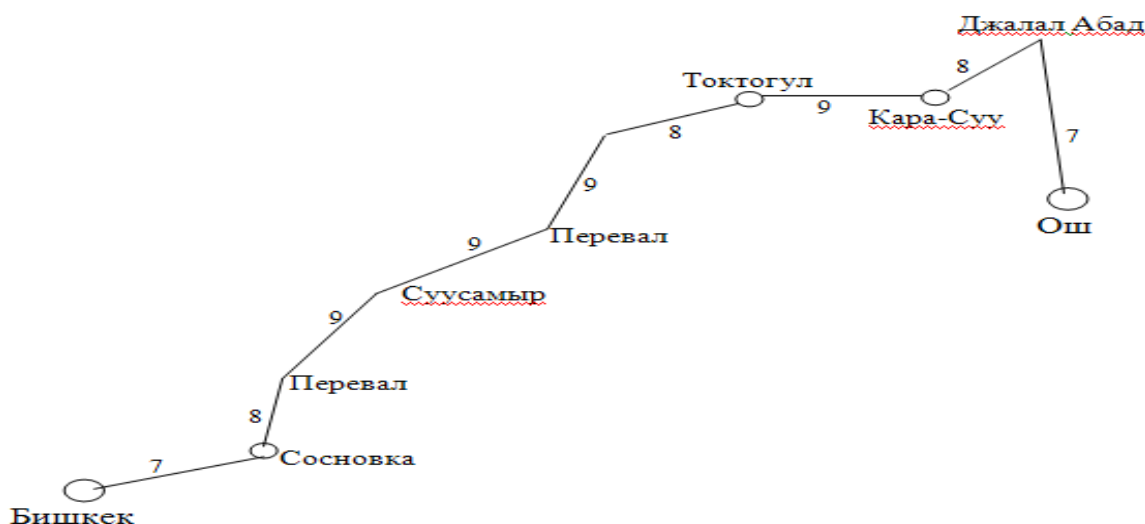 Джалал Абад
8
Токтогул
9
Кара-Суу
8
7
9
Ош
9
Перевал
Суусамыр
9
Перевал
8
Сосновка
7
Бишкек